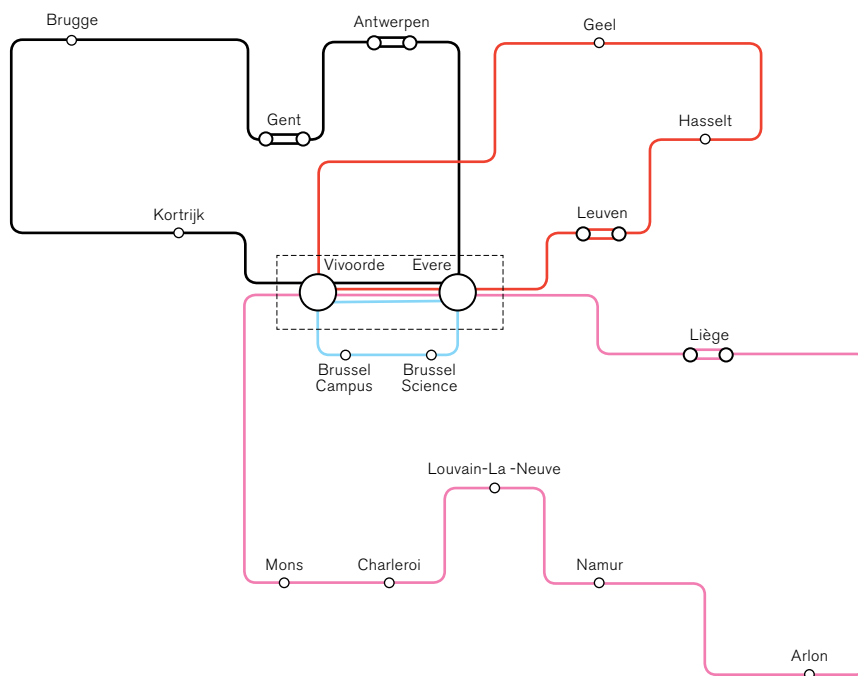 Brugge
Antwerpen
Geel
Gent
Hasselt
Kortrijk
Leuven
Vivoorde
Evere
Liège
Brussel
Campus
Brussel
Science
Louvain-La -Neuve
Mons
Charleroi
Namur
Arlon